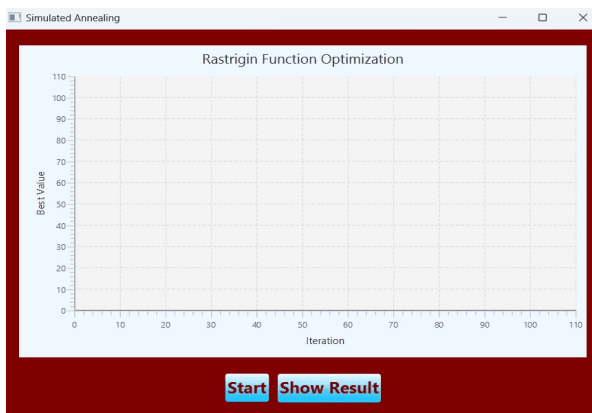 Simulated Annealing
Rastrigin Function Optimization
110
100
90
80
70
60
50
40
30
20
10
0
Best Value
0 10 20 30 40 50 60 70 80 90 100 110
Iteration
Start Show Result